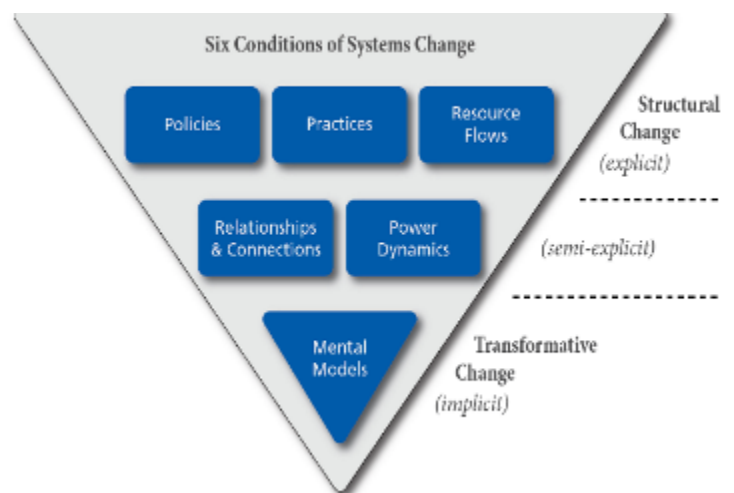 Six Conditions of Systems Change
Policies
Practices
Resource
Flows
Structural
Change
(explicit)
Relationships
& Connections
Power
Dynamics
(semi-explicit)
Mental
Models
Transformative
Change
(implicit)